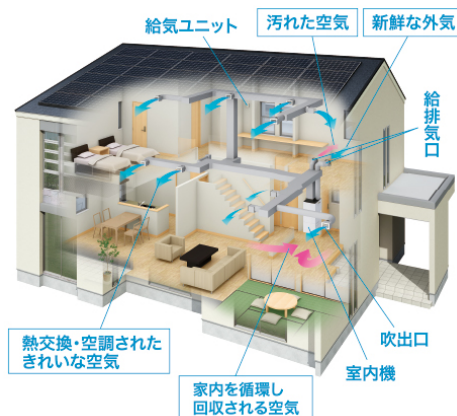 給気ユニット
汚れた空気
新鮮な外気
給排気口
吹出口
室内機
熱交換・空調された
きれいな空気
家内を循環し
回収される空気